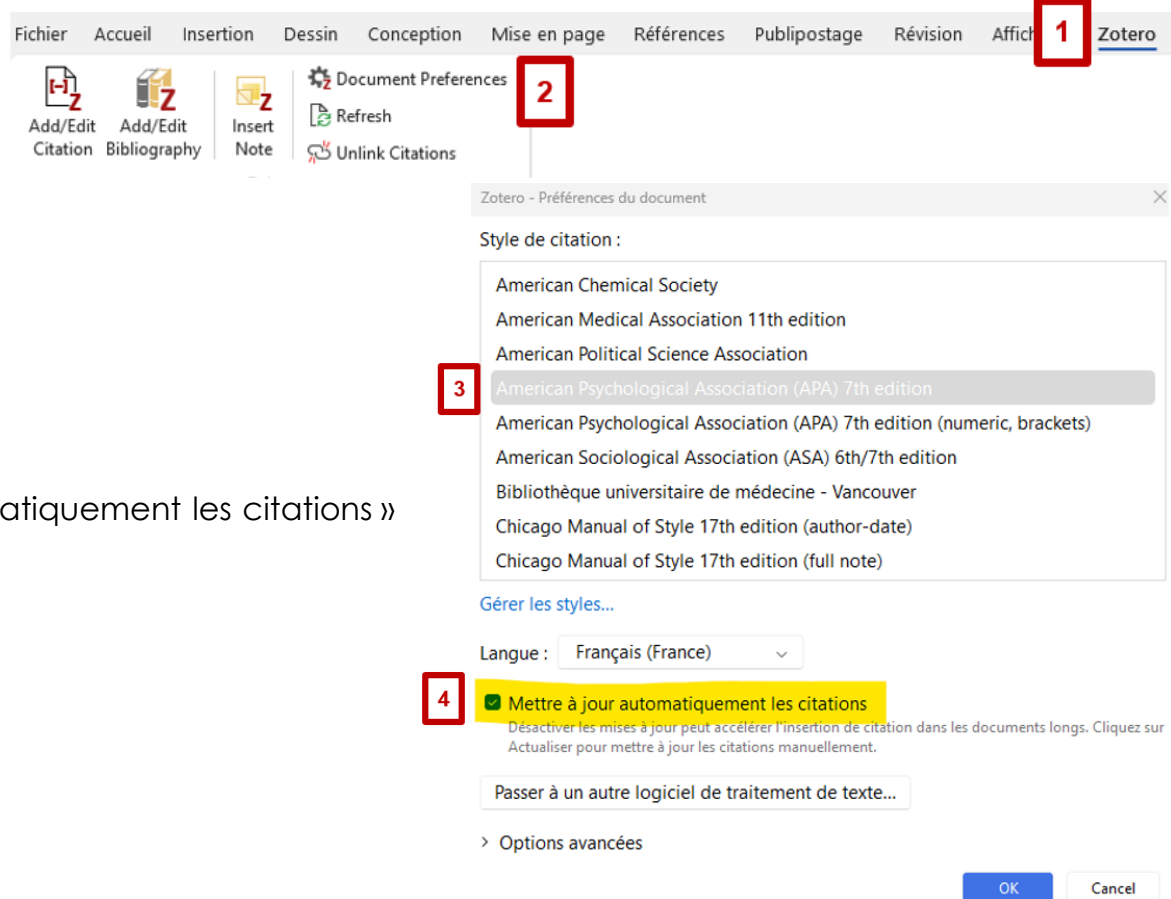 Fichier Accueil Insertion Dessin Conception Mise en page Références Publipostage Révision Affich 1 Zotero
Document Preferences 2
Add/Edit Citation
Add/Edit Bibliography
Insert Note
Refresh
Unlink Citations
Zotero - Préférences du document
Style de citation :
American Chemical Society
American Medical Association 11th edition
American Political Science Association
3 American Psychological Association (APA) 7th edition
American Psychological Association (APA) 7th edition (numeric, brackets)
American Sociological Association (ASA) 6th/7th edition
Bibliothèque universitaire de médecine - Vancouver
atiquement les citations »
Chicago Manual of Style 17th edition (author-date)
Chicago Manual of Style 17th edition (full note)
Gérer les styles...
Langue : Français (France)
4 Mettre à jour automatiquement les citations
Désactiver les mises à jour peut accélérer l'insertion de citation dans les documents longs. Cliquez sur
Actualiser pour mettre à jour les citations manuellement.
Passer à un autre logiciel de traitement de texte...
Options avancées
OK Cancel